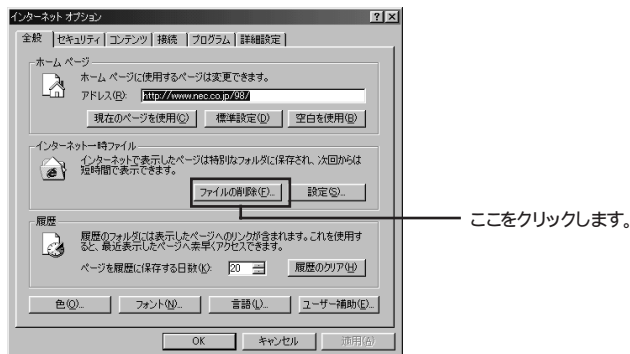 インターネット オプション
全般 セキュリティ コンテンツ 接続 プログラム 詳細設定
ホーム ページ
ホーム ページに使用するページは変更できます。
アドレス(R): http://www.nec.co.jp/98/
現在のページを使用(C) 標準設定(D) 空白を使用(B)
インターネット一時ファイル
インターネットで表示したページは特別なフォルダに保存され、次回からは
短時間で表示できます。
ファイルの削除(F)... 設定(S)...
ここをクリックします。
履歴
履歴のフォルダには表示したページへのリンクが含まれます。これを使用す
ると、最近表示したページへ素早くアクセスできます。
ページを履歴に保存する日数(K): 20 履歴のクリア(H)
色(O)... フォント(N)... 言語(L)... ユーザー補助(E)...
OK キャンセル 適用(A)